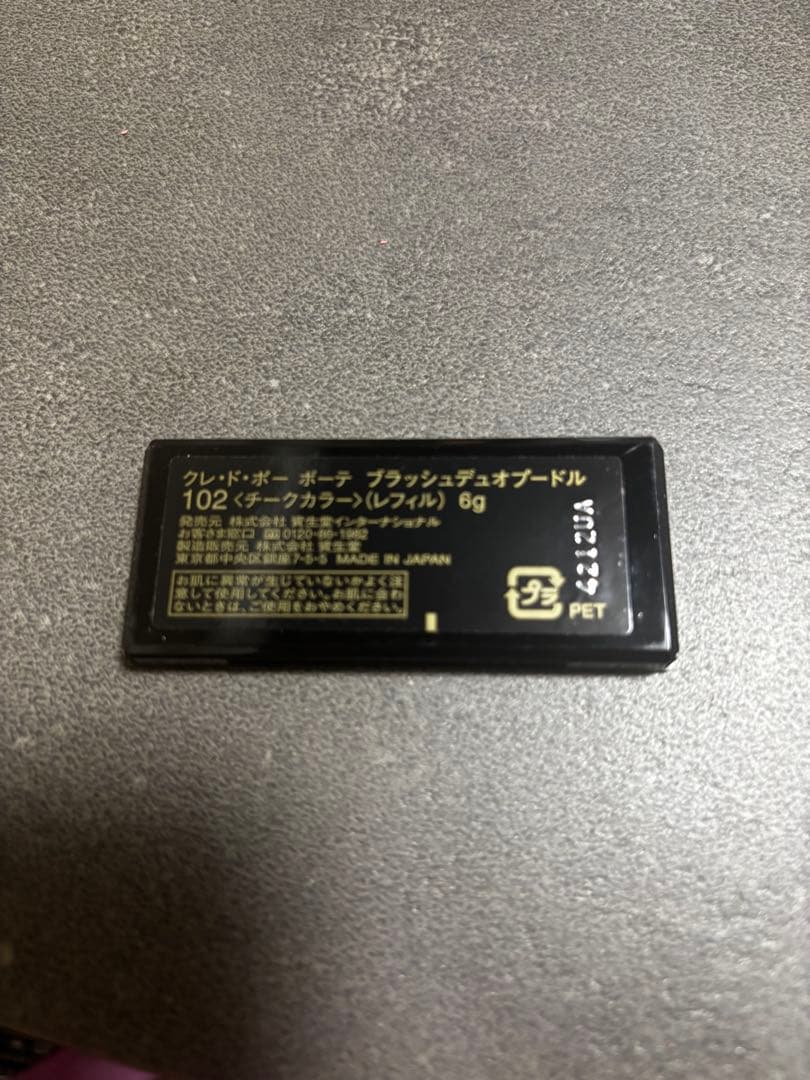 クレ・ド・ポー ボーテ ブラッシュデュオプードル
102〈チークカラー〉(レフィル) 6g
発売元 株式会社 資生堂インターナショナル
お客さま窓口 0120-86-1982
製造販売元 株式会社 資生堂
東京都中央区銀座7-5-5 MADE IN JAPAN
お肌に異常が生じていないかよく注
意して使用してください。お肌に合わ
ないときは、ご使用をおやめください。
プラ
PET
4212UA